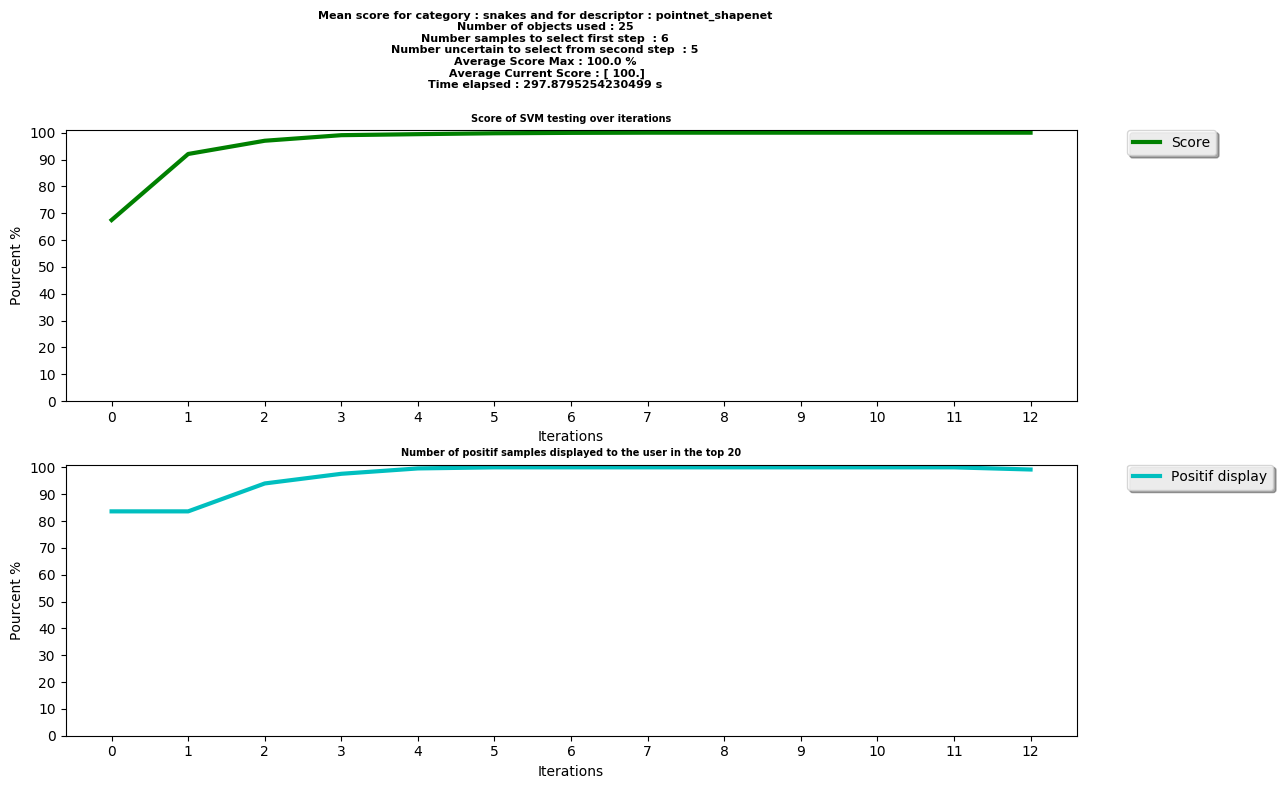 Mean score for category : snakes and for descriptor : pointnet_shapenet
Number of objects used : 25
Number samples to select first step  : 6
Number uncertain to select from second step  : 5
Average Score Max : 100.0 %
Average Current Score : [ 100.]
Time elapsed : 297.8795254230499 s
Score of SVM testing over iterations
100
90
80
70
60
50
40
30
20
10
0
Pourcent %
0 1 2 3 4 5 6 7 8 9 10 11 12
Iterations
Score
Number of positif samples displayed to the user in the top 20
100
90
80
70
60
50
40
30
20
10
0
Pourcent %
0 1 2 3 4 5 6 7 8 9 10 11 12
Iterations
Positif display